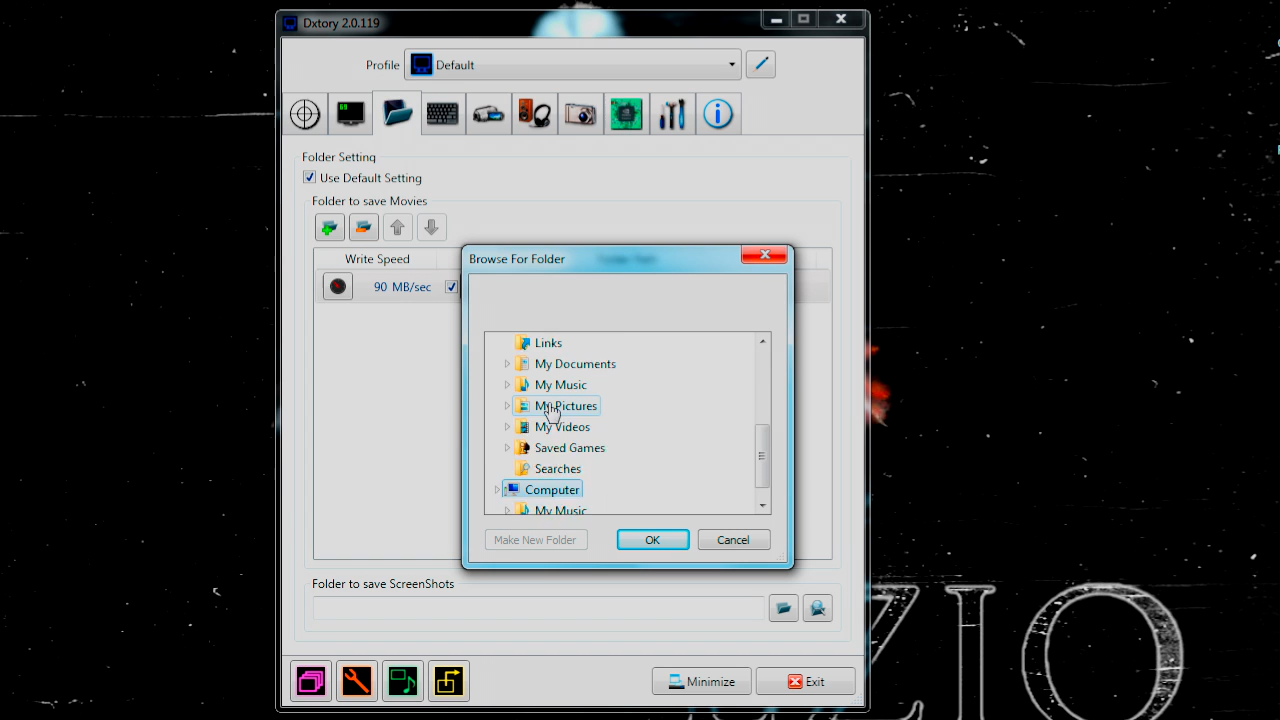 Dxtory 2.0.119
Profile
Default
Folder Setting
Use Default Setting
Folder to save Movies
Write Speed
90 MB/sec
Browse For Folder
Links
My Documents
My Music
My Pictures
My Videos
Saved Games
Searches
Computer
My Music
Make New Folder
OK
Cancel
Folder to save ScreenShots
Minimize
Exit
ZIO